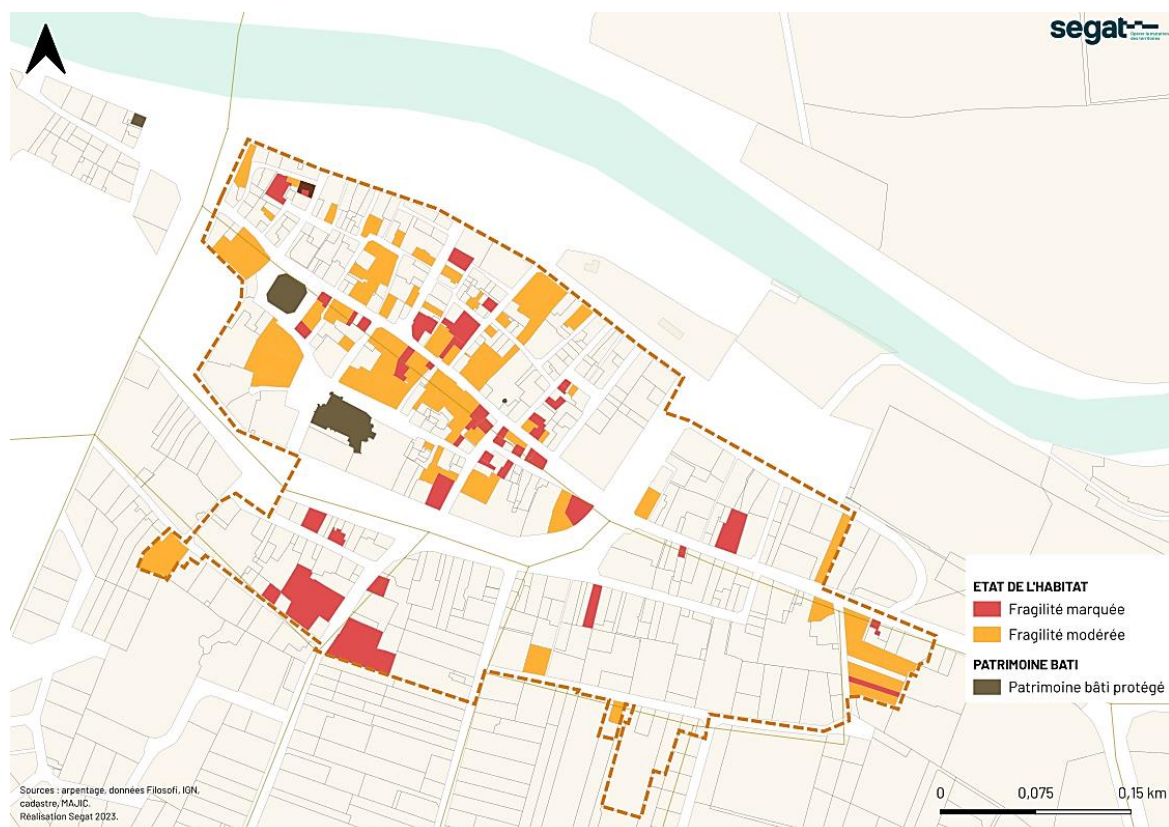 segat
ETAT DE L'HABITAT
Fragilité marquée
Fragilité modérée
PATRIMOINE BATI
Patrimoine bâti protégé
Sources : arpentage, données Filosofi, IGN,
cadastre, MAJIC.
Réalisation Segat 2023.
0 0,075 0,15 km